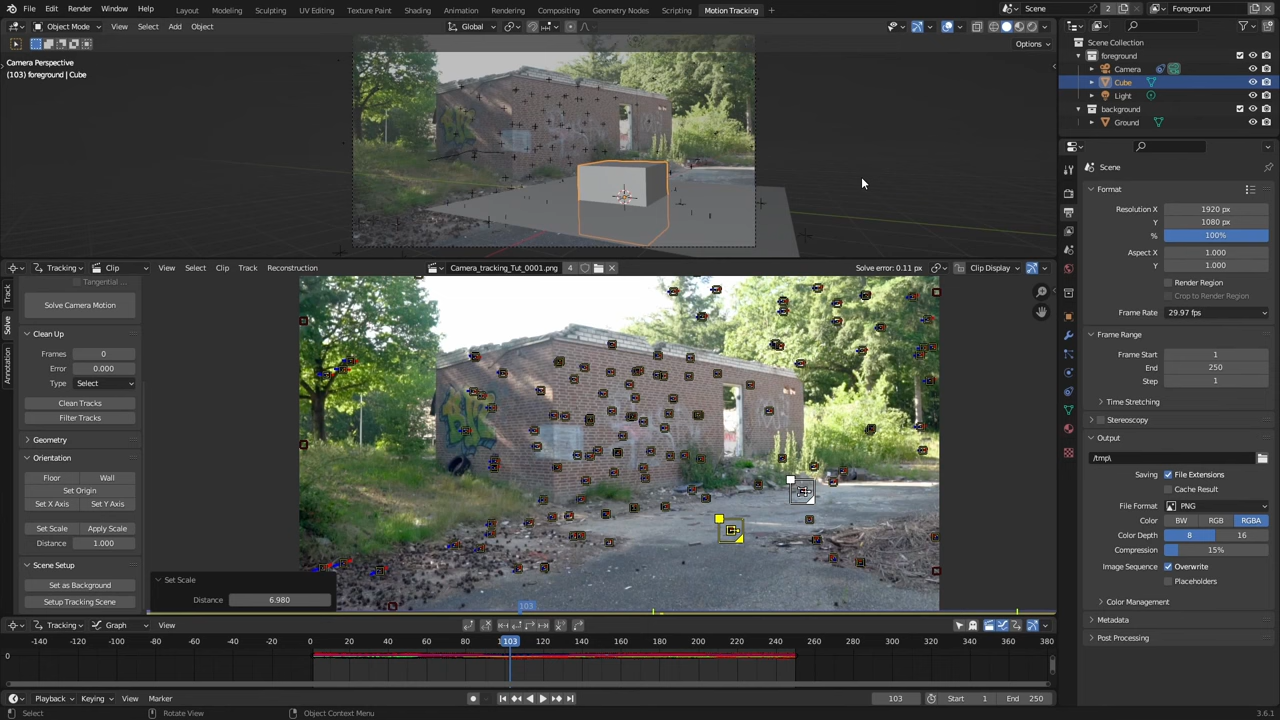 File Edit Render Window Help Layout Modeling Sculpting UV Editing Texture Paint Shading Animation Rendering Compositing Geometry Nodes Scripting Motion Tracking + Scene 2 Foreground
Object Mode View Select Add Object Global
Options
Camera Perspective
(103) foreground | Cube
Scene Collection
foreground
Camera
Cube
Light
background
Ground
Scene
Format
Resolution X 1920 px
Y 1080 px
% 100%
Aspect X 1.000
Y 1.000
Render Region
Crop to Render Region
Frame Rate 29.97 fps
Frame Range
Frame Start 1
End 250
Step 1
Time Stretching
Stereoscopy
Output
/tmp\
Saving File Extensions
Cache Result
File Format PNG
Color BW RGB RGBA
Color Depth 8 16
Compression 15%
Image Sequence Overwrite
Placeholders
Color Management
Metadata
Post Processing
Tracking Clip View Select Clip Track Reconstruction Camera_tracking_Tut_0001.png 4 Solve error: 0.11 px Clip Display
Track
Solve
Annotation
Tangential ...
Solve Camera Motion
Clean Up
Frames 0
Error 0.000
Type Select
Clean Tracks
Filter Tracks
Geometry
Orientation
Floor Wall
Set Origin
Set X Axis Set Y Axis
Set Scale Apply Scale
Distance 1.000
Scene Setup
Set as Background
Setup Tracking Scene
Set Scale
Distance 6.980
103
Tracking Graph View
-140 -120 -100 -80 -60 -40 -20 0 20 40 60 80 103 120 140 160 180 200 220 240 260 280 300 320 340 360 380
0
Playback Keying View Marker 103 Start 1 End 250
Select Rotate View Object Context Menu 3.6.1